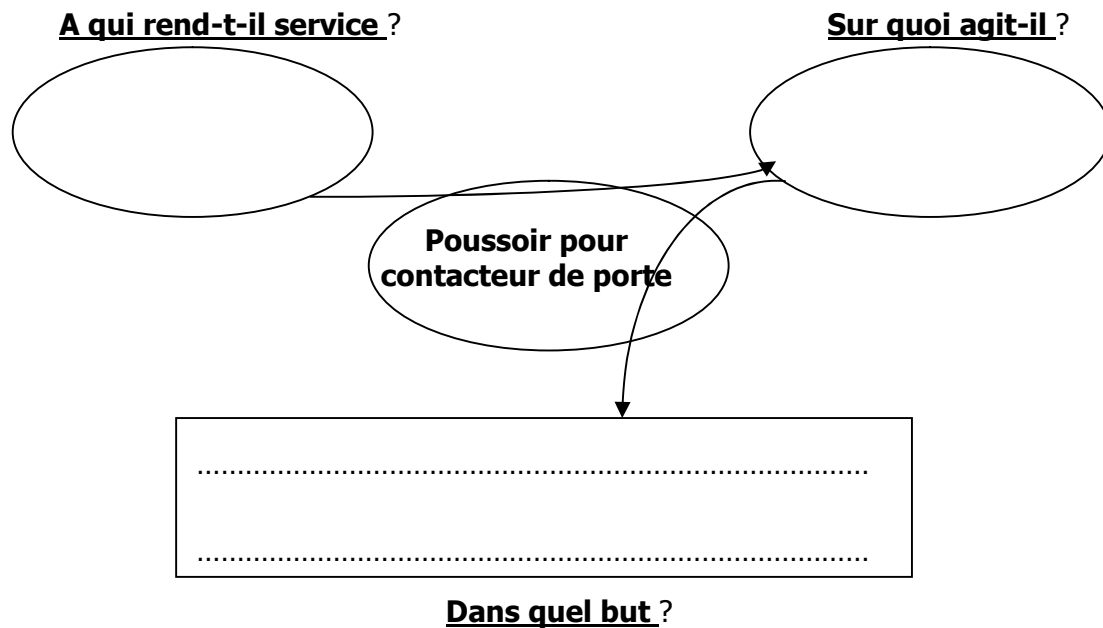 A qui rend-t-il service ?
Sur quoi agit-il ?
Poussoir pour
contacteur de porte
.....................................................................................
.....................................................................................
Dans quel but ?